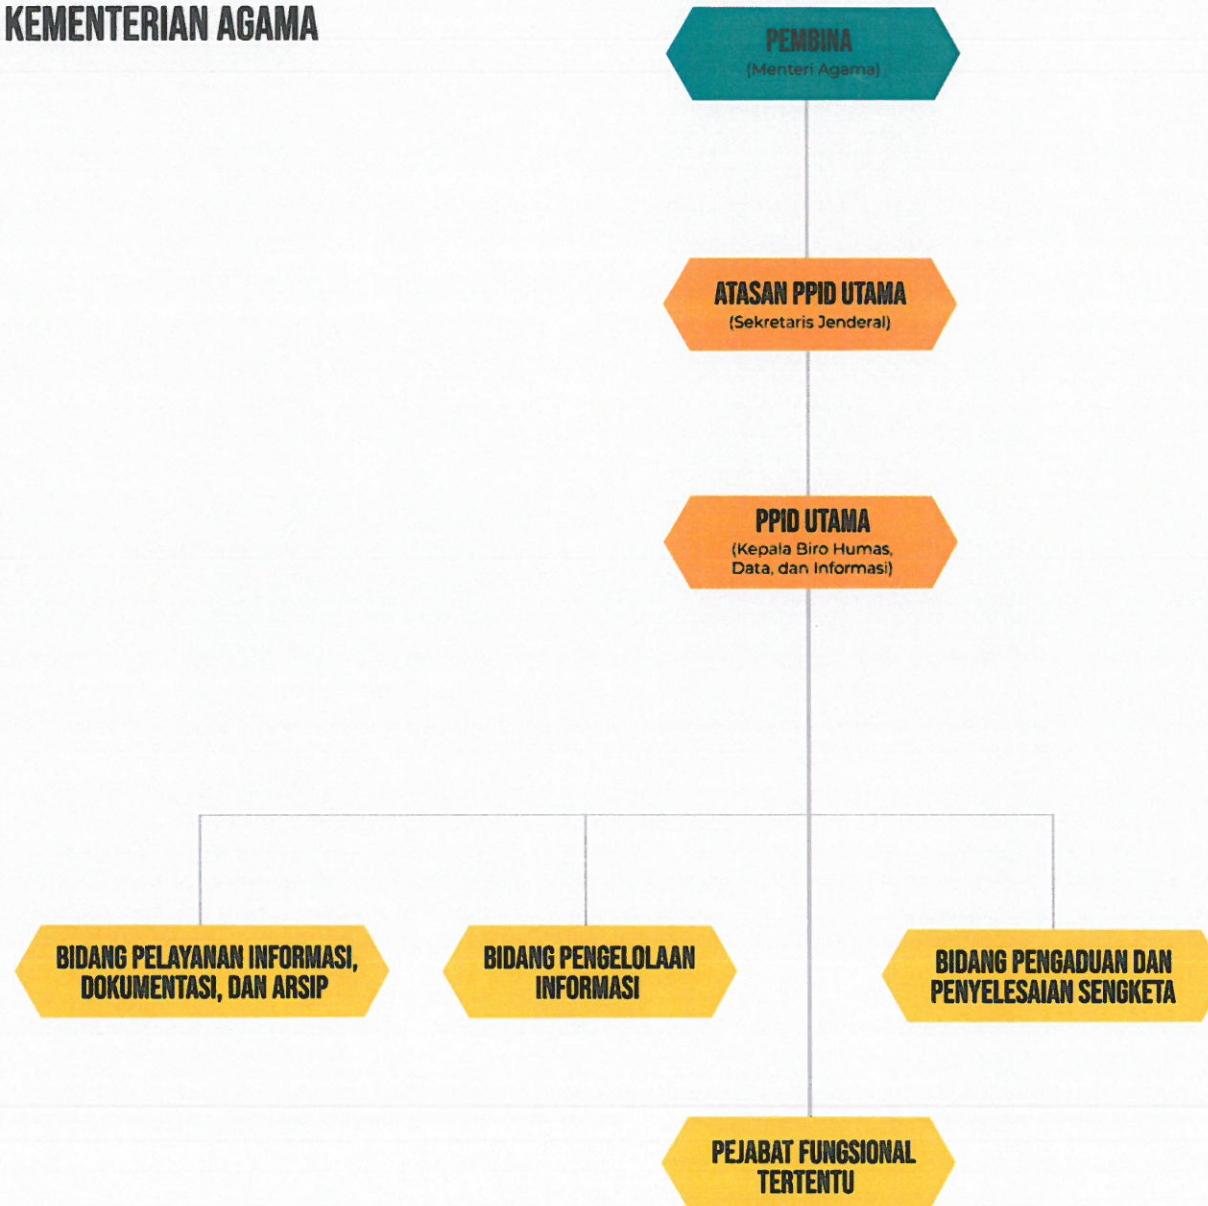 KEMENTERIAN AGAMA
PEMBINA
(Menteri Agama)
ATASAN PPID UTAMA
(Sekretaris Jenderal)
PPID UTAMA
(Kepala Biro Humas,
Data, dan Informasi)
BIDANG PELAYANAN INFORMASI,
DOKUMENTASI, DAN ARSIP
BIDANG PENGELOLAAN
INFORMASI
BIDANG PENGADUAN DAN
PENYELESAIAN SENGKETA
PEJABAT FUNGSIONAL
TERTENTU